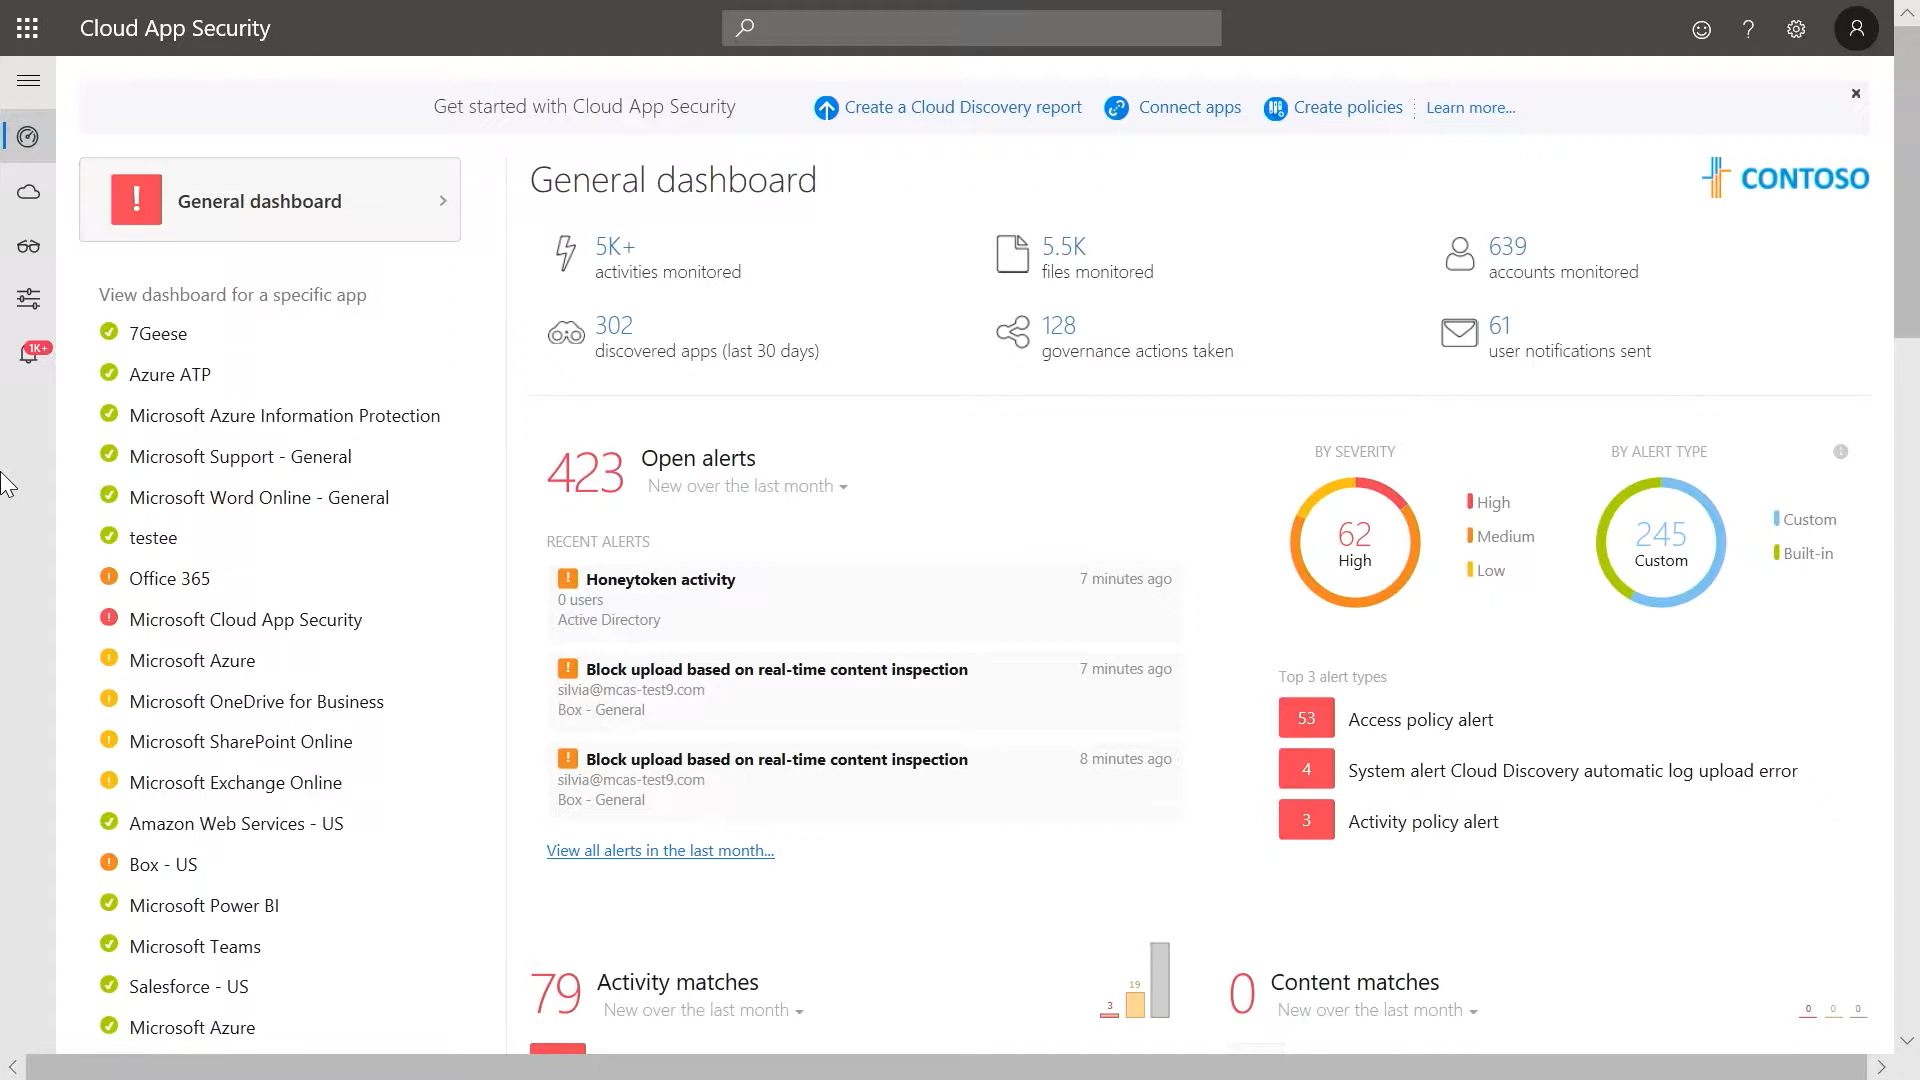 Cloud App Security
Get started with Cloud App Security
Create a Cloud Discovery report
Connect apps
Create policies
Learn more...
General dashboard
View dashboard for a specific app
7Geese
Azure ATP
Microsoft Azure Information Protection
Microsoft Support - General
Microsoft Word Online - General
testee
Office 365
Microsoft Cloud App Security
Microsoft Azure
Microsoft OneDrive for Business
Microsoft SharePoint Online
Microsoft Exchange Online
Amazon Web Services - US
Box - US
Microsoft Power BI
Microsoft Teams
Salesforce - US
Microsoft Azure
1K+
General dashboard
CONTOSO
5K+
activities monitored
5.5K
files monitored
639
accounts monitored
302
discovered apps (last 30 days)
128
governance actions taken
61
user notifications sent
423
Open alerts
New over the last month
RECENT ALERTS
Honeytoken activity
7 minutes ago
0 users
Active Directory
Block upload based on real-time content inspection
7 minutes ago
silvia@mcas-test9.com
Box - General
Block upload based on real-time content inspection
8 minutes ago
silvia@mcas-test9.com
Box - General
View all alerts in the last month...
BY SEVERITY
62
High
High
Medium
Low
BY ALERT TYPE
245
Custom
Custom
Built-in
Top 3 alert types
53
Access policy alert
4
System alert Cloud Discovery automatic log upload error
3
Activity policy alert
79
Activity matches
New over the last month
3
19
0
Content matches
New over the last month
0
0
0